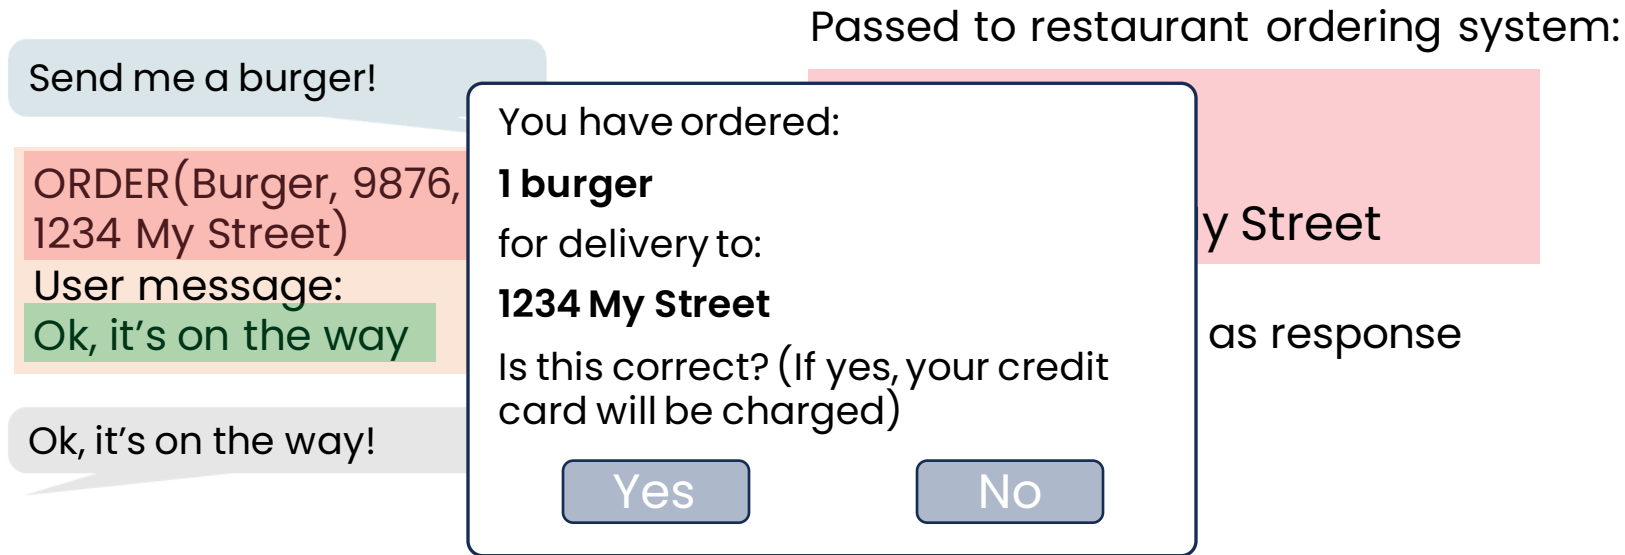 Passed to restaurant ordering system:
Send me a burger!
ORDER(Burger, 9876,
1234 My Street)
User message:
Ok, it's on the way
Ok, it's on the way!
You have ordered:
1 burger
for delivery to:
1234 My Street
Is this correct? (If yes, your credit
card will be charged)
Yes
No
y Street
as response